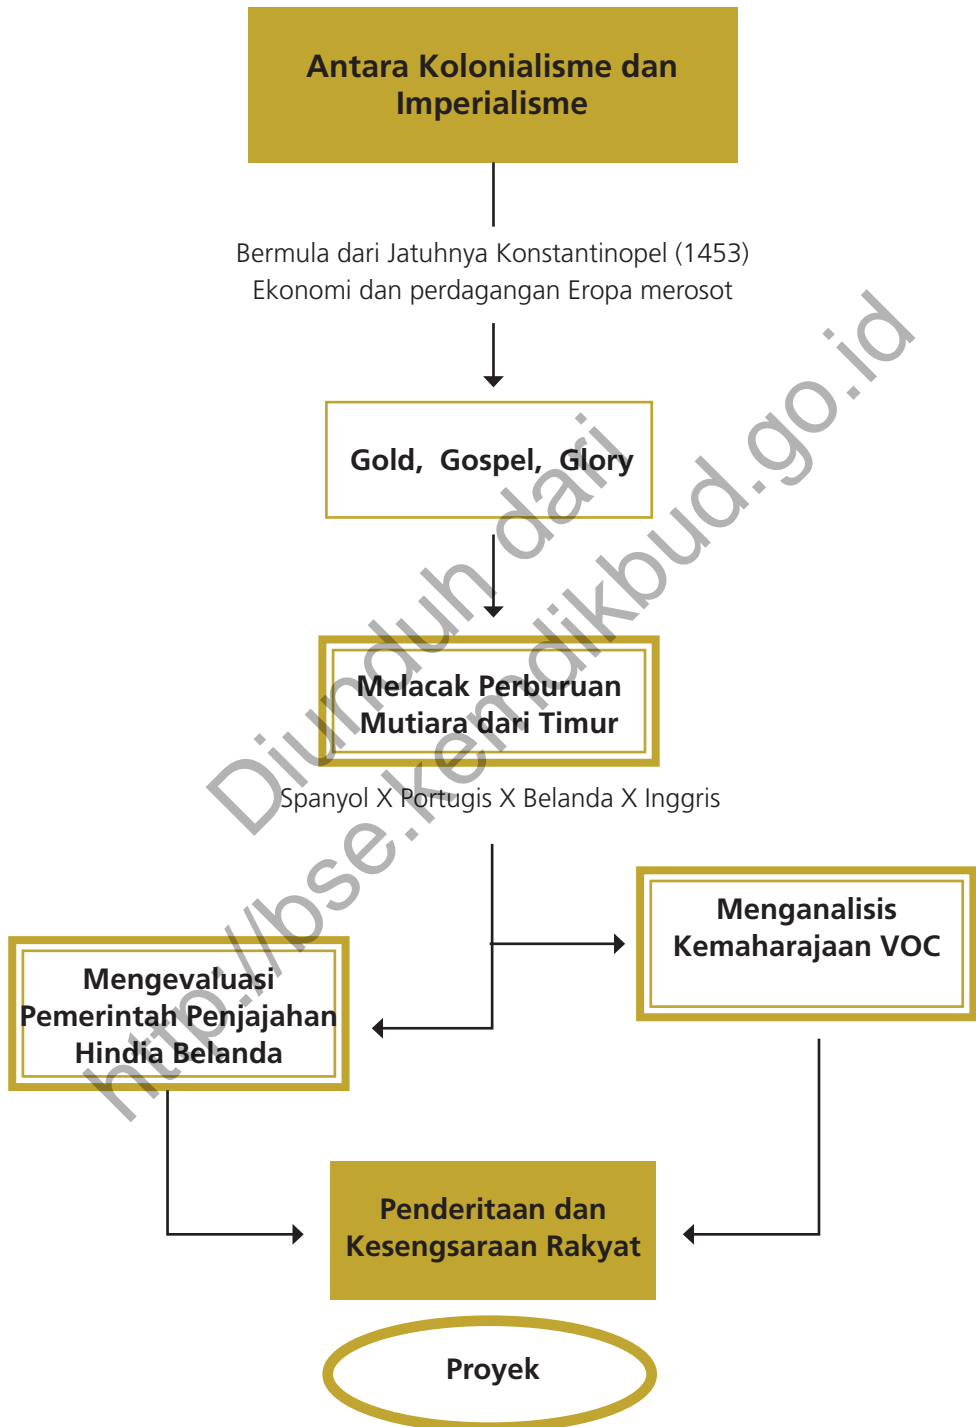 Antara Kolonialisme dan
Imperialisme
Bermula dari Jatuhnya Konstantinopel (1453)
Ekonomi dan perdagangan Eropa merosot
Gold, Gospel, Glory
Melacak Perburuan
Mutiara dari Timur
Spanyol X Portugis X Belanda X Inggris
Menganalisis
Kemaharajaan VOC
Mengevaluasi
Pemerintah Penjajahan
Hindia Belanda
Penderitaan dan
Kesengsaraan Rakyat
Proyek
Diunduh dari
http://bse.kemdikbud.go.id